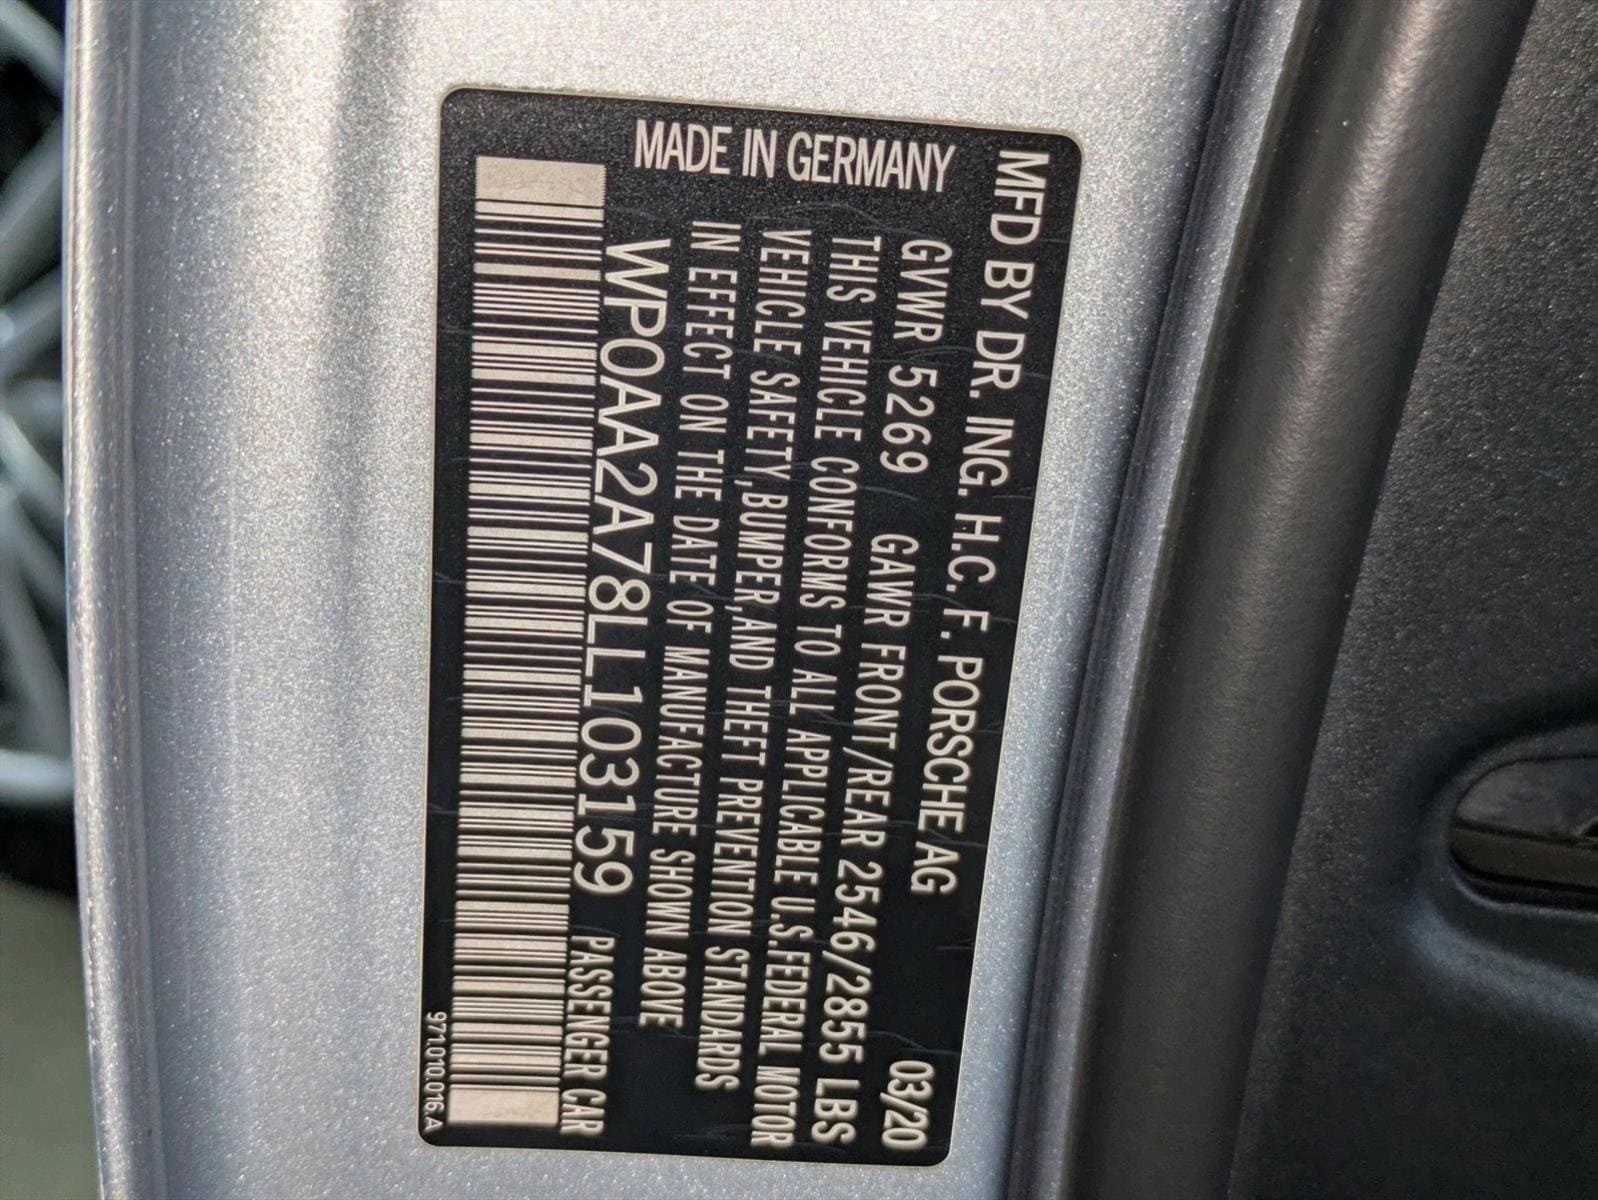 MFD BY DR. ING. H.C. F. PORSCHE AG 03/20
GVWR 5269 GAWR FRONT/REAR 2546/2855 LBS
THIS VEHICLE CONFORMS TO ALL APPLICABLE U.S.FEDERAL MOTOR
VEHICLE SAFETY,BUMPER,AND THEFT PREVENTION STANDARDS
IN EFFECT ON THE DATE OF MANUFACTURE SHOWN ABOVE
WP0AA2A78LL103159 PASSENGER CAR
971.010.016.A
MADE IN GERMANY